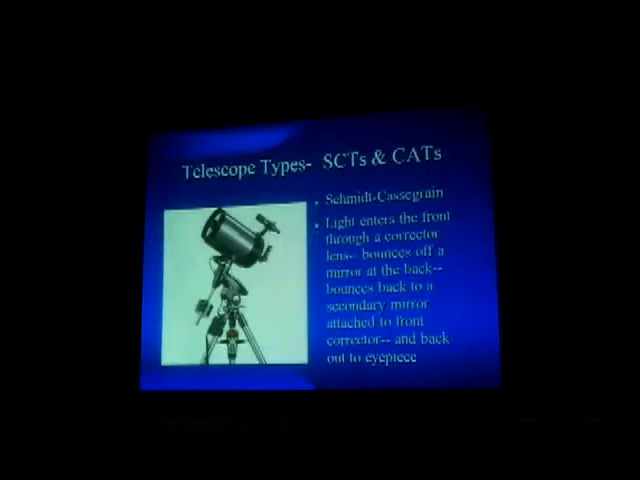 Telescope Types- SCTs & CATs
Schmidt-Cassegrain
Light enters the front
through a corrector
lens-- bounces off a
mirror at the back--
bounces back to a
secondary mirror
attached to front
corrector-- and back
out to eyepiece